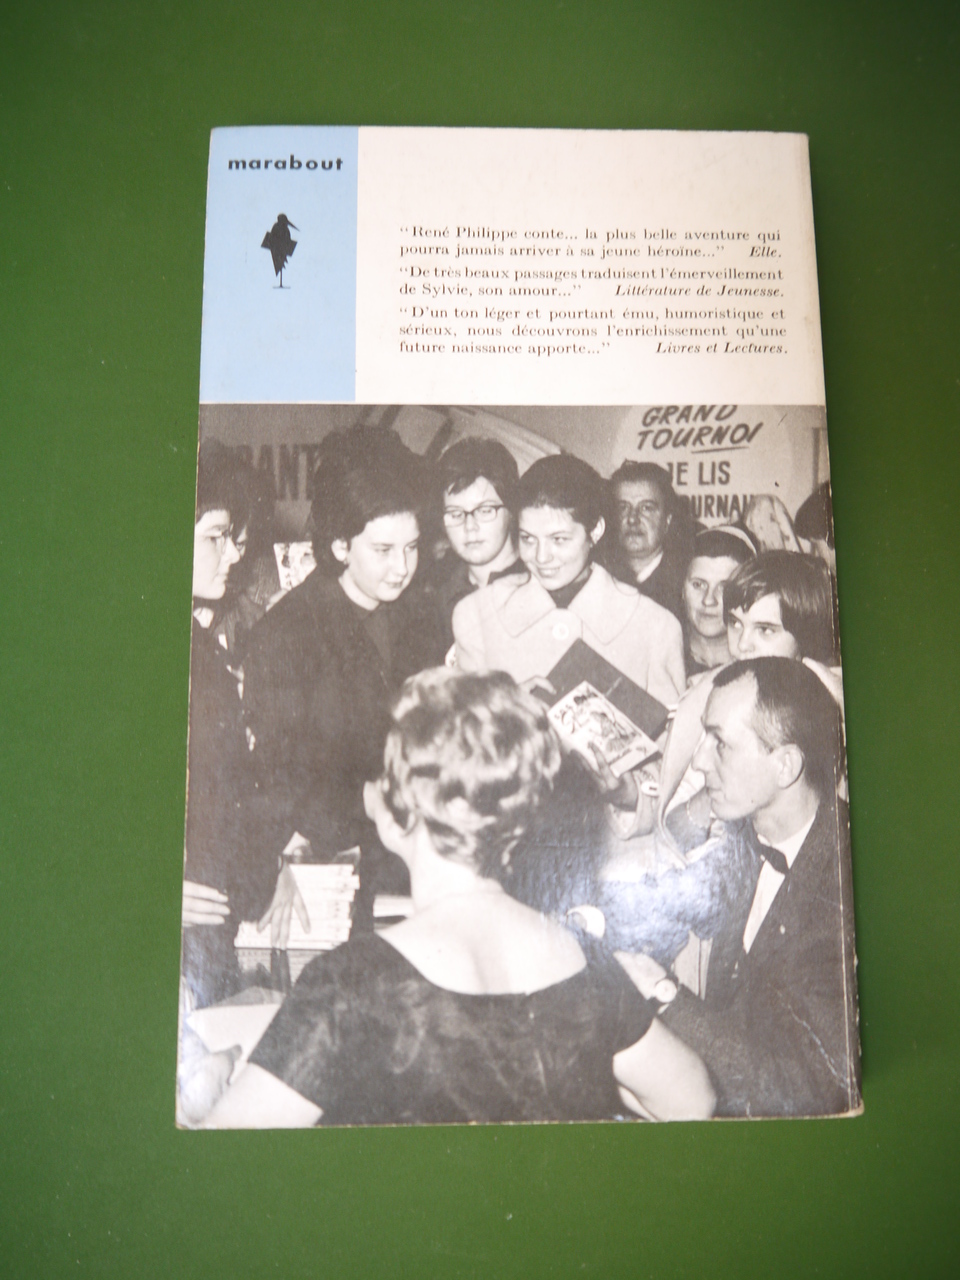 marabout
“René Philippe conte... la plus belle aventure qui
pourra jamais arriver à sa jeune héroïne...” Elle.
“De très beaux passages traduisent l'émerveillement
de Sylvie, son amour...” Littérature de Jeunesse.
“D'un ton léger et pourtant ému, humoristique et
sérieux, nous découvrons l'enrichissement qu'une
future naissance apporte...” Livres et Lectures.
GRAND
TOURNOI
JE LIS